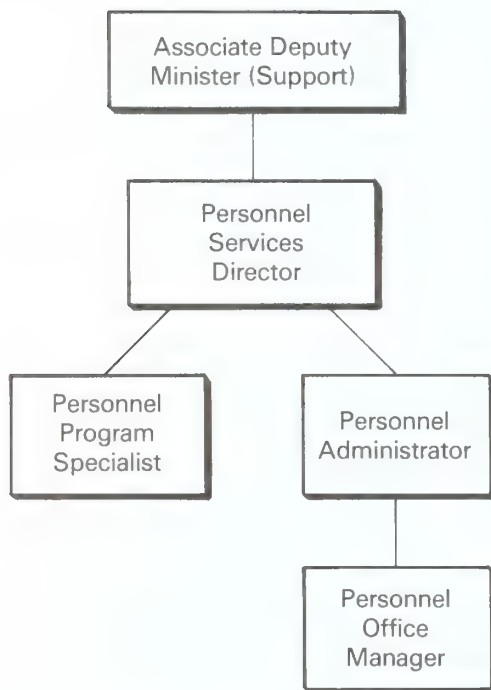 Associate Deputy
Minister (Support)
Personnel
Services
Director
Personnel
Program
Specialist
Personnel
Administrator
Personnel
Office
Manager